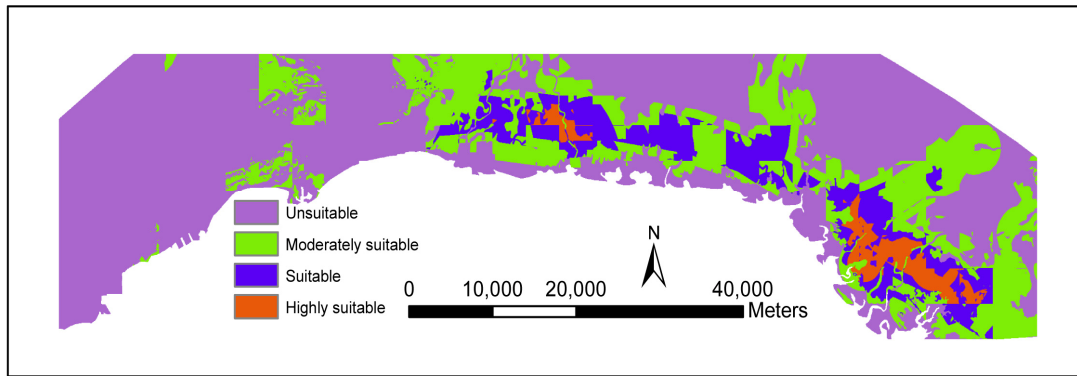 Unsuitable
Moderately suitable
Suitable
Highly suitable
N
0 10,000 20,000 40,000
Meters